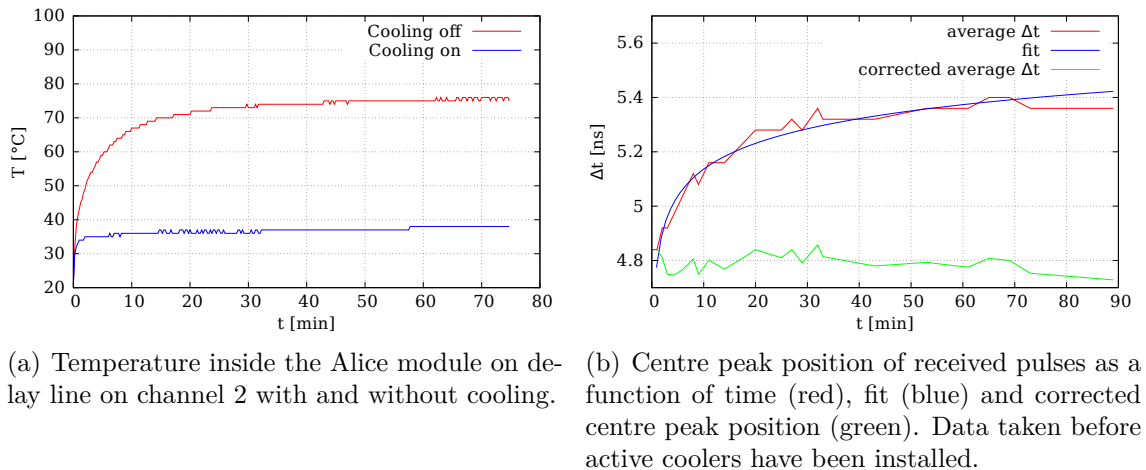 100
90
80
70
60
50
40
30
20
T [°C]
0 10 20 30 40 50 60 70 80
t [min]
Cooling off
Cooling on
5.6
5.4
5.2
5
4.8
Δt [ns]
0 10 20 30 40 50 60 70 80 90
t [min]
average Δt
fit
corrected average Δt
(a) Temperature inside the Alice module on de-
lay line on channel 2 with and without cooling.
(b) Centre peak position of received pulses as a
function of time (red), fit (blue) and corrected
centre peak position (green). Data taken before
active coolers have been installed.